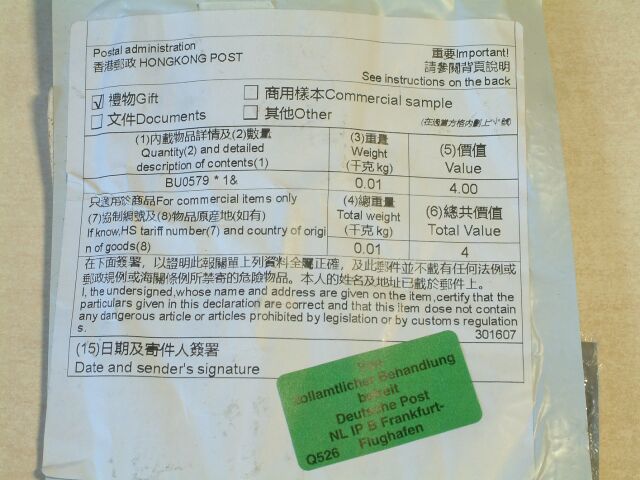 Postal administration
香港郵政 HONGKONG POST
重要Important!
請參閱背頁說明
See instructions on the back
禮物Gift
商用樣本Commercial sample
文件Documents
其他Other
(1)內載物品詳情及(2)數量
Quantity(2) and detailed
description of contents(1)
(3)重量
Weight
(千克 kg)
(5)價值
Value
BU0579 * 1&
0.01
4.00
只適用於商品For commercial items only
(7)協制編號及(8)物品原產地(如有)
If know,HS tariff number(7) and country of origi
n of goods(8)
(4)總重量
Total weight
(千克 kg)
(6)總共價值
Total Value
0.01
4
在下面簽署，以證明此報關單上列資料全屬正確，及此郵件並不載有任何法例或
郵政規例或海關條例所禁寄的危險物品。本人的姓名及地址已載於郵件上。
I, the undersigned,whose name and address are given on the item,certify that the
particulars given in this declaration are correct and that this item dose not contain
any dangerous article or articles prohibited by legislation or by customs regulation
s.
301607
(15)日期及寄件人簽署
Date and sender's signature
zollamtlicher Behandlung
befreit
Deutsche Post
NL IP B Frankfurt-
Q526 Flughafen